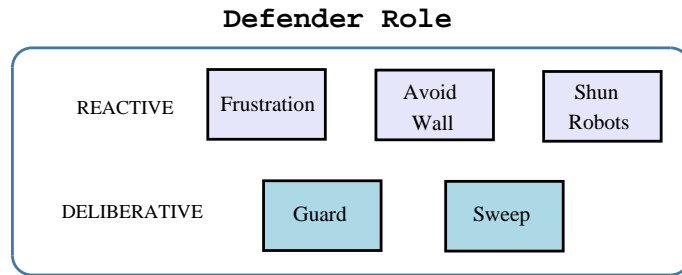 Defender Role
REACTIVE
Frustration
Avoid
Wall
Shun
Robots
DELIBERATIVE
Guard
Sweep